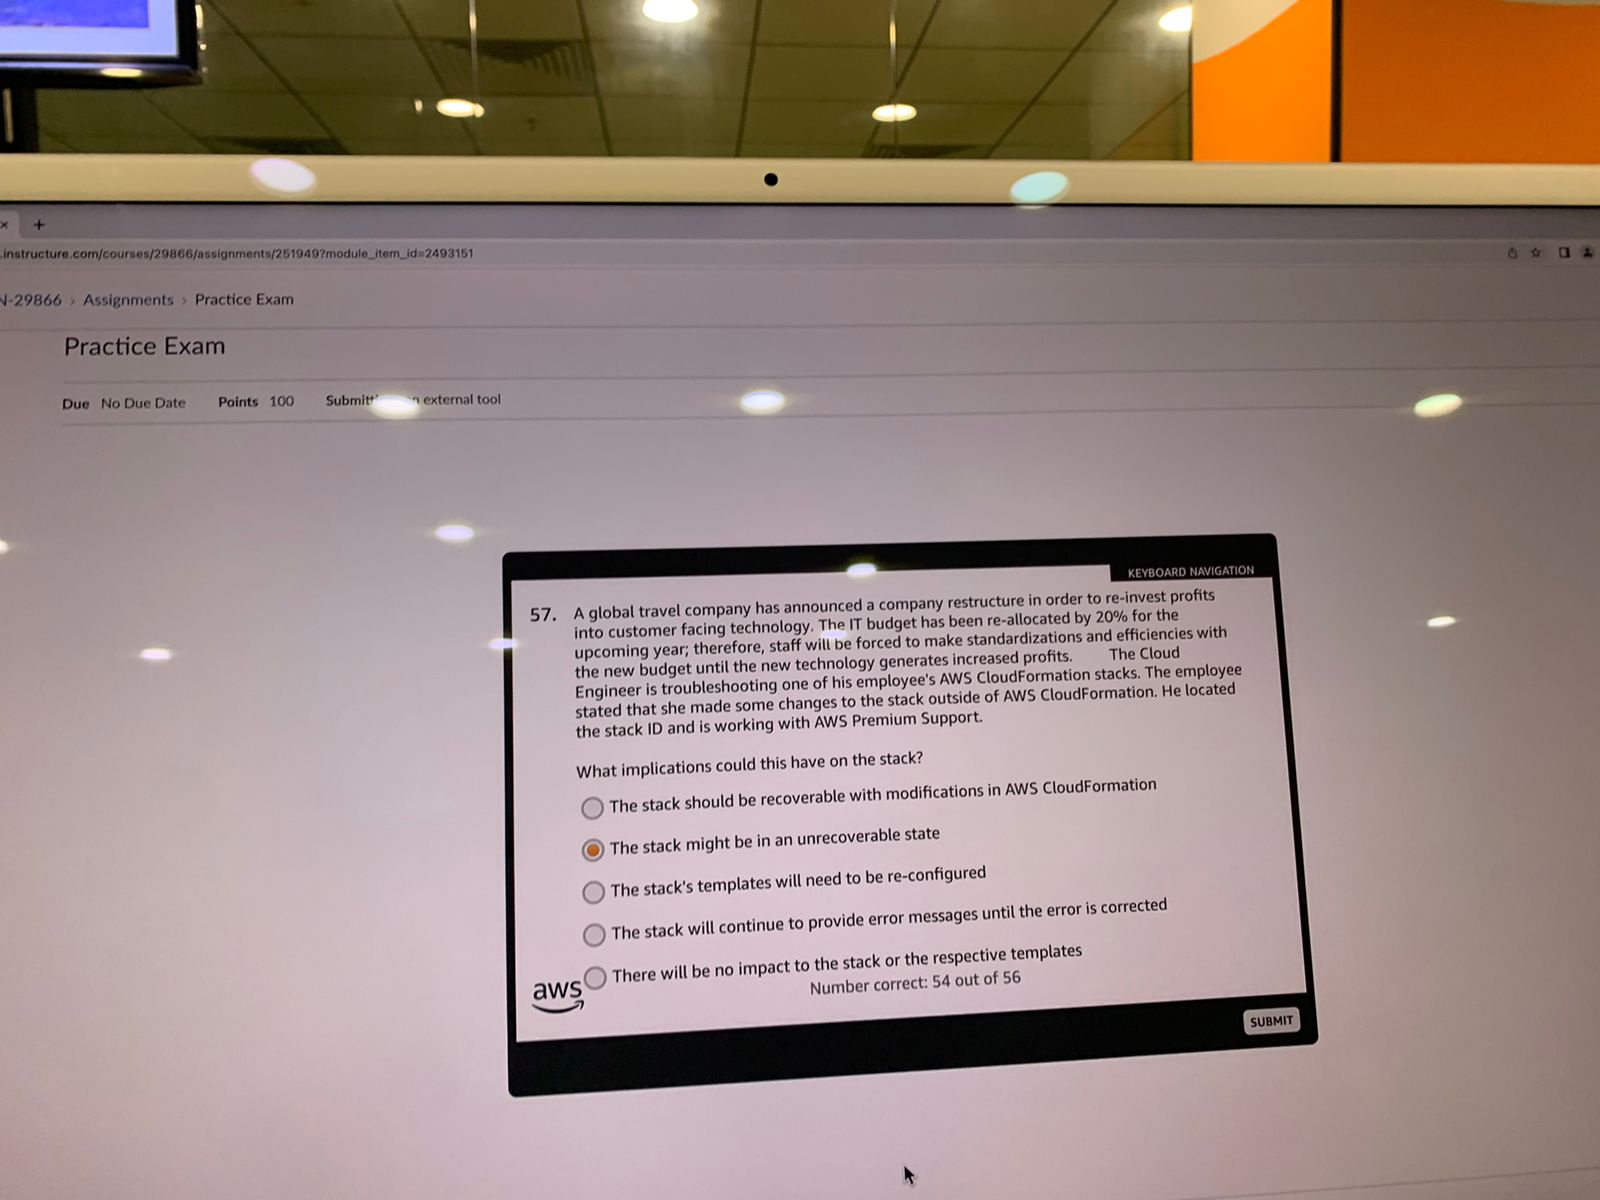 × +
.instructure.com/courses/29866/assignments/251949?module_item_id=2493151
-29866 › Assignments › Practice Exam
Practice Exam
Due No Due Date Points 100 external tool
KEYBOARD NAVIGATION
57. A global travel company has announced a company restructure in order to re-invest profits
into customer facing technology. The IT budget has been re-allocated by 20% for the
upcoming year; therefore, staff will be forced to make standardizations and efficiencies with
the new budget until the new technology generates increased profits. The Cloud
Engineer is troubleshooting one of his employee's AWS CloudFormation stacks. The employee
stated that she made some changes to the stack outside of AWS CloudFormation. He located
the stack ID and is working with AWS Premium Support.
What implications could this have on the stack?
The stack should be recoverable with modifications in AWS CloudFormation
The stack might be in an unrecoverable state
The stack's templates will need to be re-configured
The stack will continue to provide error messages until the error is corrected
There will be no impact to the stack or the respective templates
aws
Number correct: 54 out of 56
SUBMIT